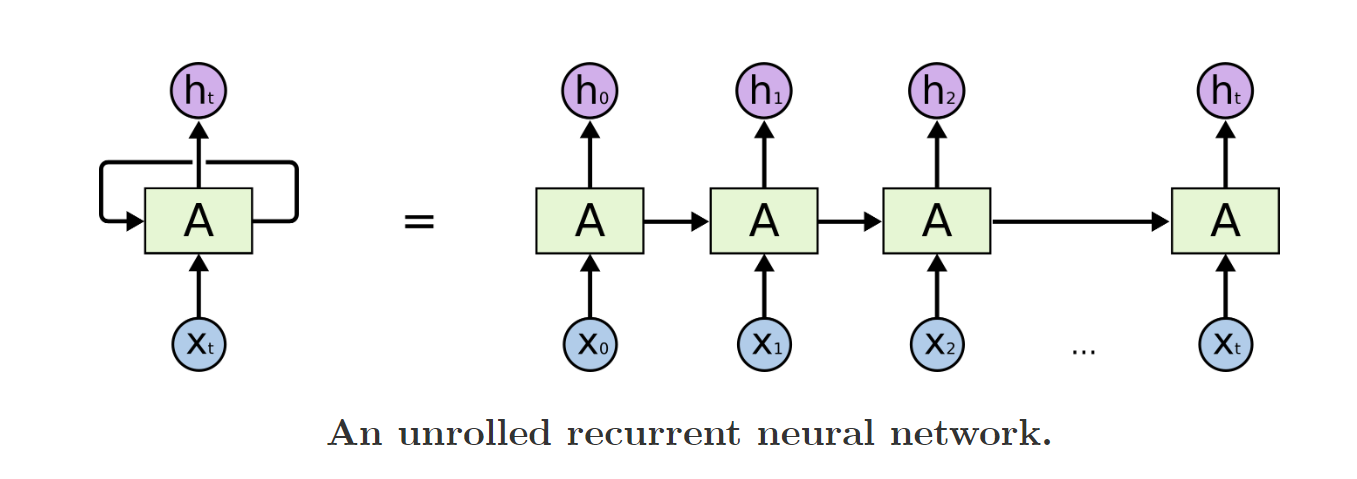 hₜ h₀ h₁ h₂ hₜ
A = A A A A
xₜ x₀ x₁ x₂ ... xₜ
An unrolled recurrent neural network.